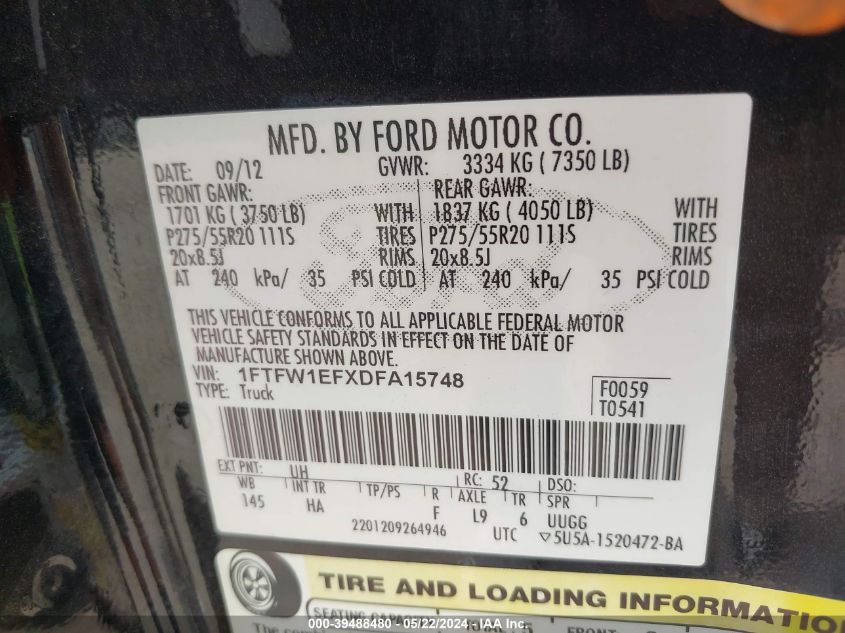 MFD. BY FORD MOTOR CO.
DATE: 09/12 GVWR: 3334 KG ( 7350 LB)
FRONT GAWR: REAR GAWR:
1701 KG ( 3750 LB) WITH 1837 KG ( 4050 LB) WITH
P275/55R20 111S TIRES P275/55R20 111S TIRES
20x8.5J RIMS 20x8.5J RIMS
AT 240 kPa/ 35 PSI COLD AT 240 kPa/ 35 PSI COLD
THIS VEHICLE CONFORMS TO ALL APPLICABLE FEDERAL MOTOR
VEHICLE SAFETY STANDARDS IN EFFECT ON THE DATE OF
MANUFACTURE SHOWN ABOVE.
VIN: 1FTFW1EFXDFA15748 F0059
TYPE: Truck T0541
EXT PNT: UH RC: 52 DSO:
WB INT TR TP/PS R AXLE TR SPR
145 HA F L9 6 UUGG
2201209264946 UTC ▽5U5A-1520472-BA
TIRE AND LOADING INFORMATION
SEATING CAPACITY
000-39488480 - 05/22/2024 - IAA Inc.